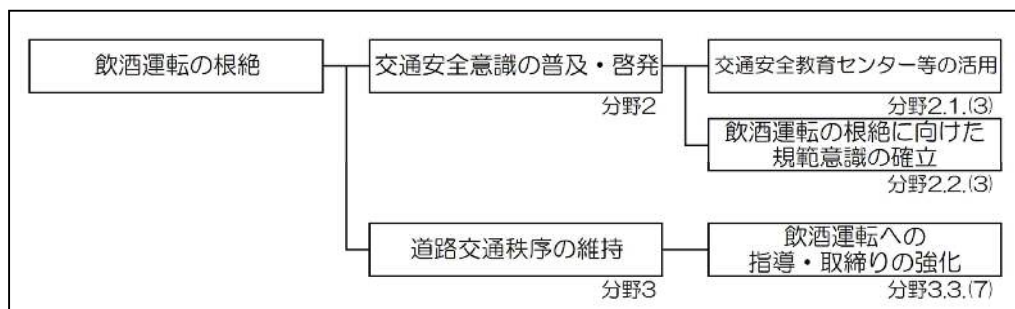 飲酒運転の根絶
交通安全意識の普及・啓発
分野2
交通安全教育センター等の活用
分野2.1.(3)
飲酒運転の根絶に向けた
規範意識の確立
分野2.2.(3)
道路交通秩序の維持
分野3
飲酒運転への
指導・取締りの強化
分野3.3.(7)